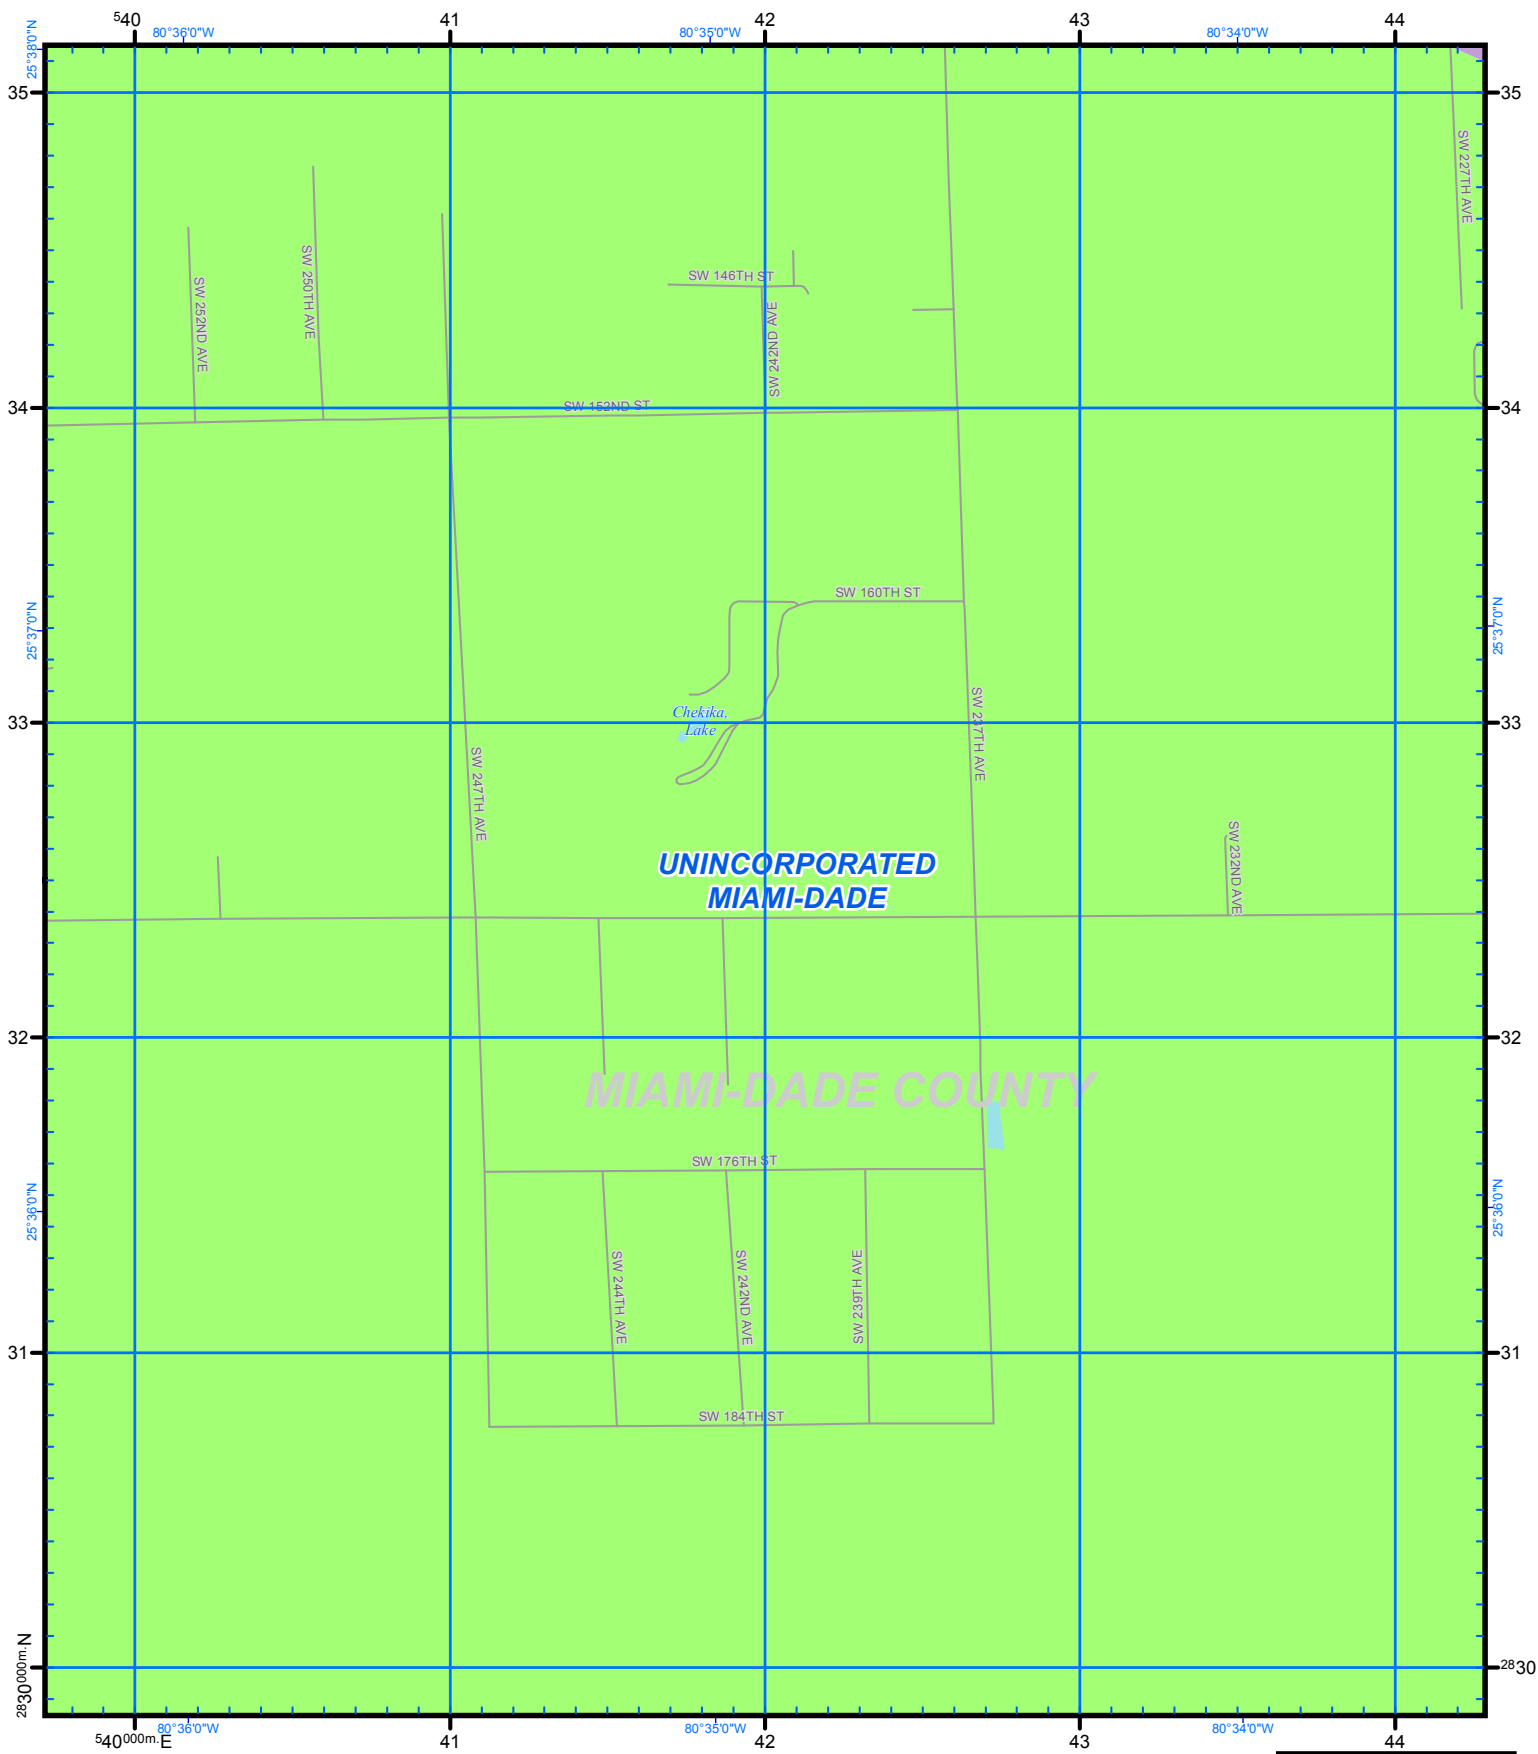 540 41 42 43 44
80°36'0"W 80°35'0"W 80°34'0"W
25°38'0"N
35 35
SW 227TH AVE
SW 250TH AVE
SW 146TH ST
SW 252ND AVE
SW 242ND AVE
34 SW 152ND ST 34
SW 160TH ST
25°37'0"N 25°37'0"N
Chekika,
Lake
33 33
SW 237TH AVE
SW 247TH AVE
SW 232ND AVE
UNINCORPORATED
MIAMI-DADE
32 32
MIAMI-DADE COUNTY
SW 176TH ST
25°36'0"N 25°36'0"N
SW 244TH AVE SW 242ND AVE SW 239TH AVE
31 31
SW 184TH ST
2830000m.N 2830
80°36'0"W 80°35'0"W 80°34'0"W
540000m.E 41 42 43 44